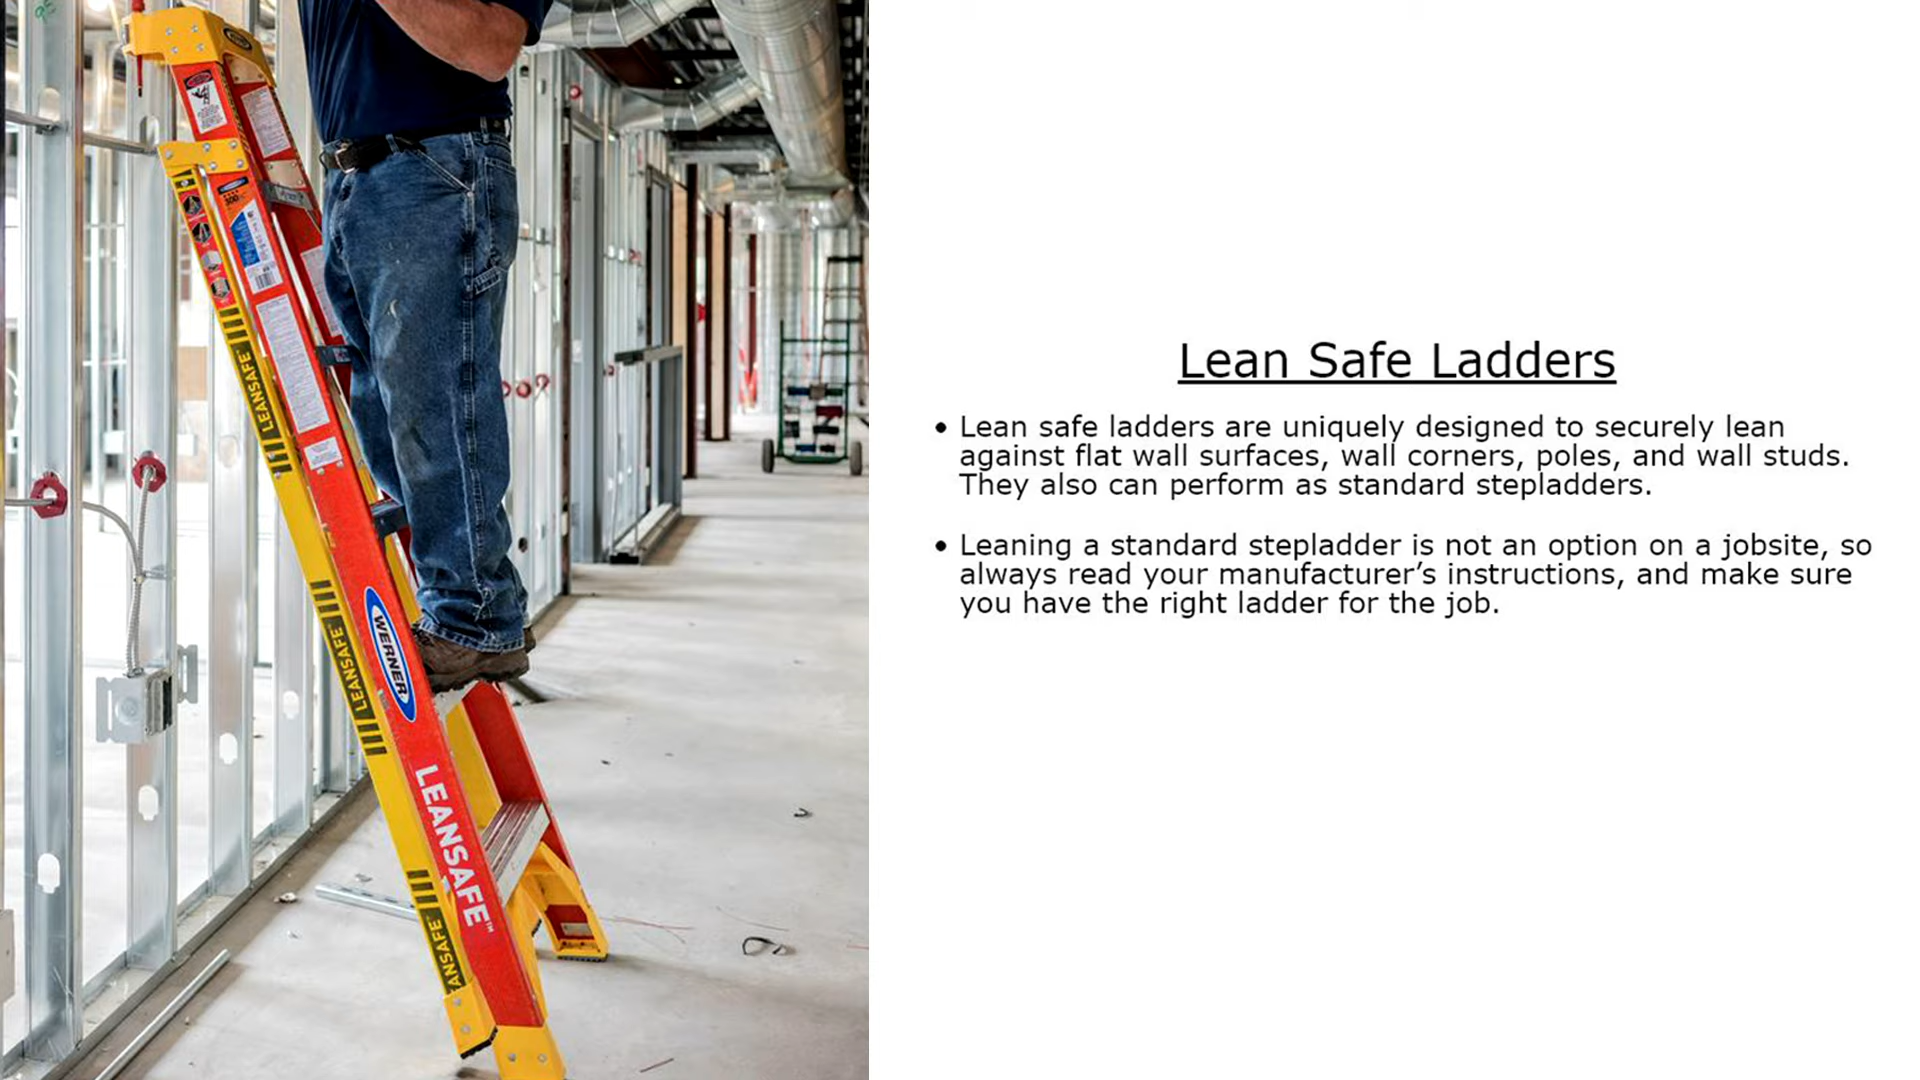 Lean Safe Ladders
• Lean safe ladders are uniquely designed to securely lean
against flat wall surfaces, wall corners, poles, and wall studs.
They also can perform as standard stepladders.
• Leaning a standard stepladder is not an option on a jobsite, so
always read your manufacturer’s instructions, and make sure
you have the right ladder for the job.
300
LEANSAFE
LEANSAFE
WERNER
LEANSAFE™
ANSAFE